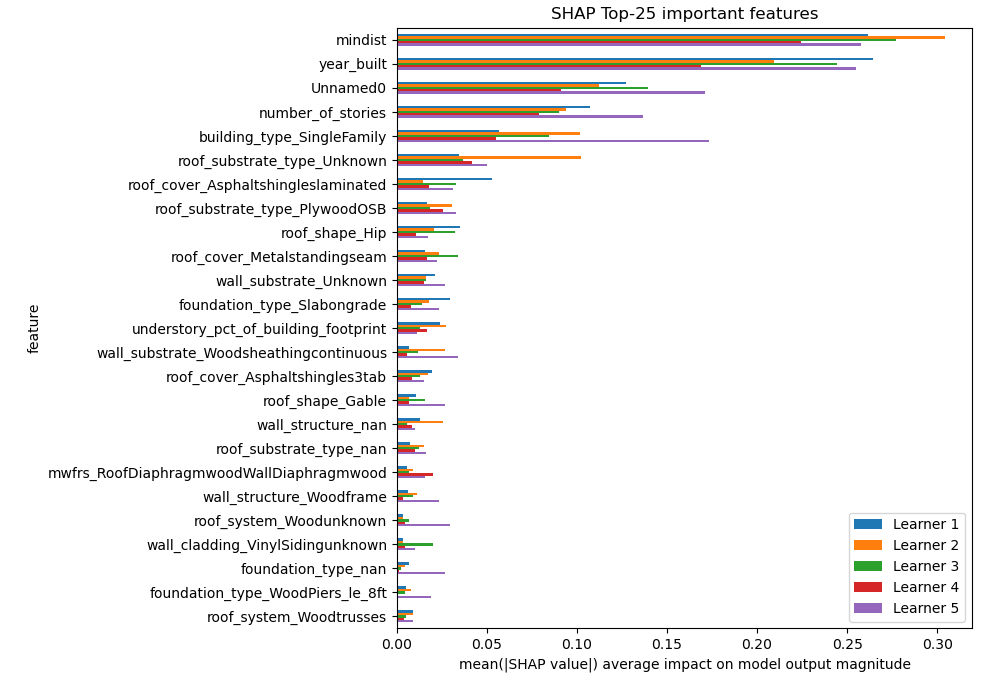 SHAP Top-25 important features
mindist
year_built
Unnamed0
number_of_stories
building_type_SingleFamily
roof_substrate_type_Unknown
roof_cover_Asphaltshingleslaminated
roof_substrate_type_PlywoodOSB
roof_shape_Hip
roof_cover_Metalstandingseam
wall_substrate_Unknown
foundation_type_Slabongrade
understory_pct_of_building_footprint
wall_substrate_Woodsheathingcontinuous
roof_cover_Asphaltshingles3tab
roof_shape_Gable
wall_structure_nan
roof_substrate_type_nan
mwfrs_RoofDiaphragmwoodWallDiaphragmwood
wall_structure_Woodframe
roof_system_Woodunknown
wall_cladding_VinylSidingunknown
foundation_type_nan
foundation_type_WoodPiers_le_8ft
roof_system_Woodtrusses
feature
Learner 1
Learner 2
Learner 3
Learner 4
Learner 5
0.00 0.05 0.10 0.15 0.20 0.25 0.30
mean(|SHAP value|) average impact on model output magnitude